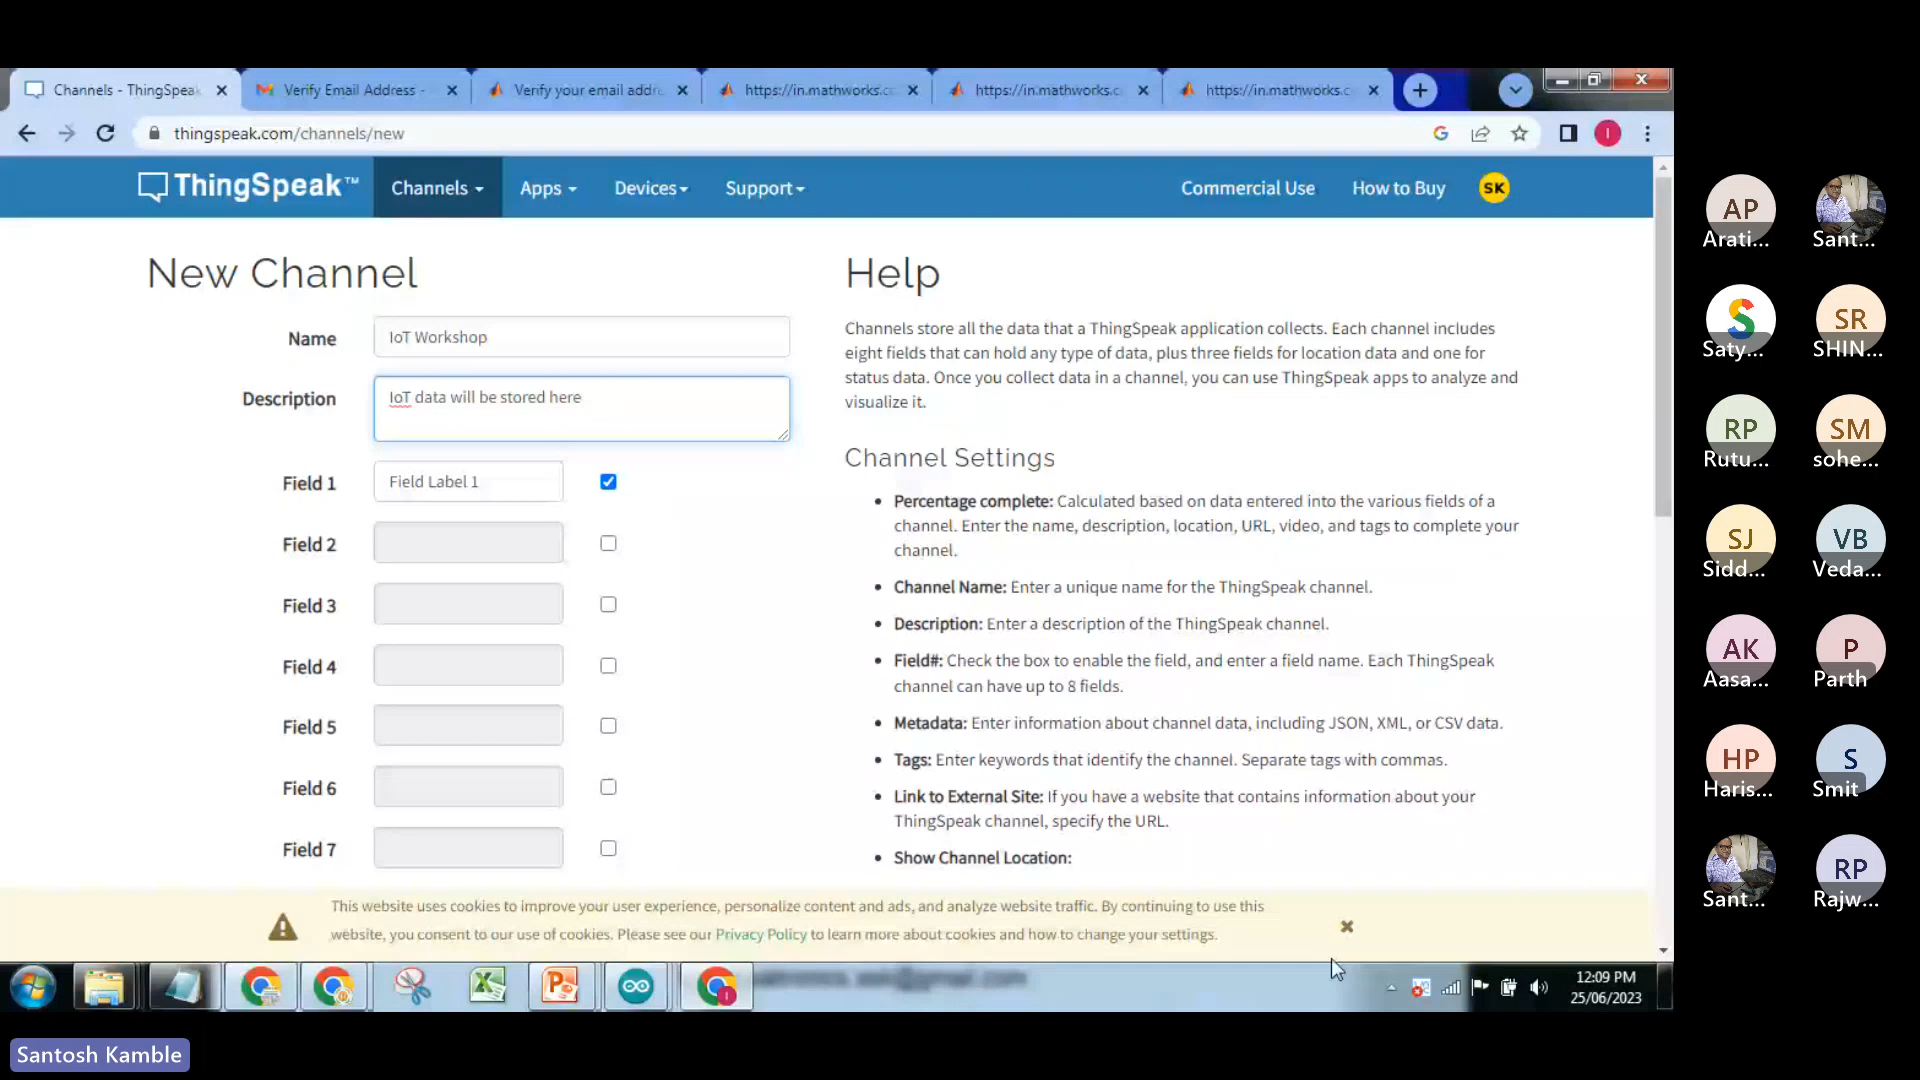 Channels - ThingSpeak
Verify Email Address -
Verify your email addre
https://in.mathworks.c
https://in.mathworks.c
https://in.mathworks.c
thingspeak.com/channels/new
ThingSpeak™
Channels
Apps
Devices
Support
Commercial Use
How to Buy
SK
New Channel
Name
IoT Workshop
Description
IoT data will be stored here
Field 1
Field Label 1
Field 2
Field 3
Field 4
Field 5
Field 6
Field 7
Help
Channels store all the data that a ThingSpeak application collects. Each channel includes
eight fields that can hold any type of data, plus three fields for location data and one for
status data. Once you collect data in a channel, you can use ThingSpeak apps to analyze and
visualize it.
Channel Settings
• Percentage complete: Calculated based on data entered into the various fields of a
channel. Enter the name, description, location, URL, video, and tags to complete your
channel.
• Channel Name: Enter a unique name for the ThingSpeak channel.
• Description: Enter a description of the ThingSpeak channel.
• Field#: Check the box to enable the field, and enter a field name. Each ThingSpeak
channel can have up to 8 fields.
• Metadata: Enter information about channel data, including JSON, XML, or CSV data.
• Tags: Enter keywords that identify the channel. Separate tags with commas.
• Link to External Site: If you have a website that contains information about your
ThingSpeak channel, specify the URL.
• Show Channel Location:
This website uses cookies to improve your user experience, personalize content and ads, and analyze website traffic. By continuing to use this
website, you consent to our use of cookies. Please see our Privacy Policy to learn more about cookies and how to change your settings.
12:09 PM
25/06/2023
AP
Arati...
Sant...
Saty...
SR
SHIN...
RP
Rutu...
SM
sohe...
SJ
Sidd...
VB
Veda...
AK
Aasa...
P
Parth
HP
Haris...
S
Smit
Sant...
RP
Rajw...
Santosh Kamble